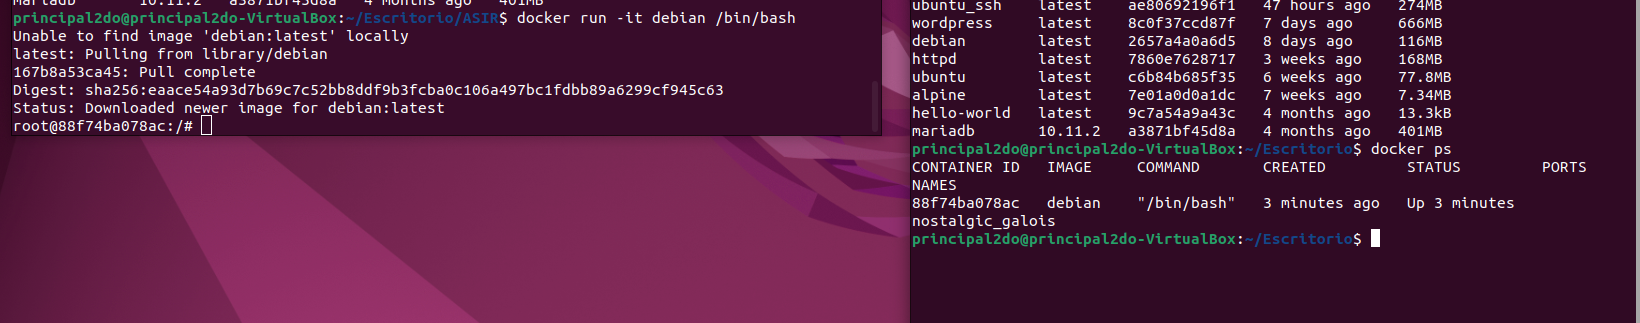 mariadb      10.11.2   a3871bf45d8a   4 months ago   401MB
principal2do@principal2do-VirtualBox:~/Escritorio/ASIR$ docker run -it debian /bin/bash
Unable to find image 'debian:latest' locally
latest: Pulling from library/debian
167b8a53ca45: Pull complete
Digest: sha256:eaace54a93d7b69c7c52bb8ddf9b3fcba0c106a497bc1fdbb89a6299cf945c63
Status: Downloaded newer image for debian:latest
root@88f74ba078ac:/#
ubuntu_ssh    latest    ae80692196f1   47 hours ago   274MB
wordpress     latest    8c0f37ccd87f   7 days ago     666MB
debian        latest    2657a4a0a6d5   8 days ago     116MB
httpd         latest    7860e7628717   3 weeks ago    168MB
ubuntu        latest    c6b84b685f35   6 weeks ago    77.8MB
alpine        latest    7e01a0d0a1dc   7 weeks ago    7.34MB
hello-world   latest    9c7a54a9a43c   4 months ago   13.3kB
mariadb       10.11.2   a3871bf45d8a   4 months ago   401MB
principal2do@principal2do-VirtualBox:~/Escritorio$ docker ps
CONTAINER ID   IMAGE     COMMAND       CREATED         STATUS         PORTS
NAMES
88f74ba078ac   debian    "/bin/bash"   3 minutes ago   Up 3 minutes
nostalgic_galois
principal2do@principal2do-VirtualBox:~/Escritorio$